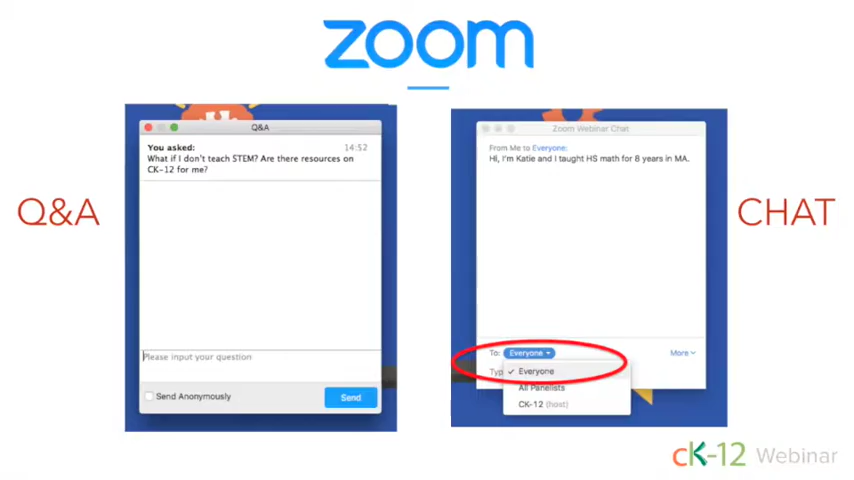 zoom
Q&A
Q&A
You asked: 14:52
What if I don't teach STEM? Are there resources on
CK-12 for me?
Please input your question
Send Anonymously
Send
Zoom Webinar Chat
From Me to Everyone:
Hi, I'm Katie and I taught HS math for 8 years in MA.
To: Everyone More
Typ
Everyone
All Panelists
CK-12 (host)
CHAT
cK-12 Webinar